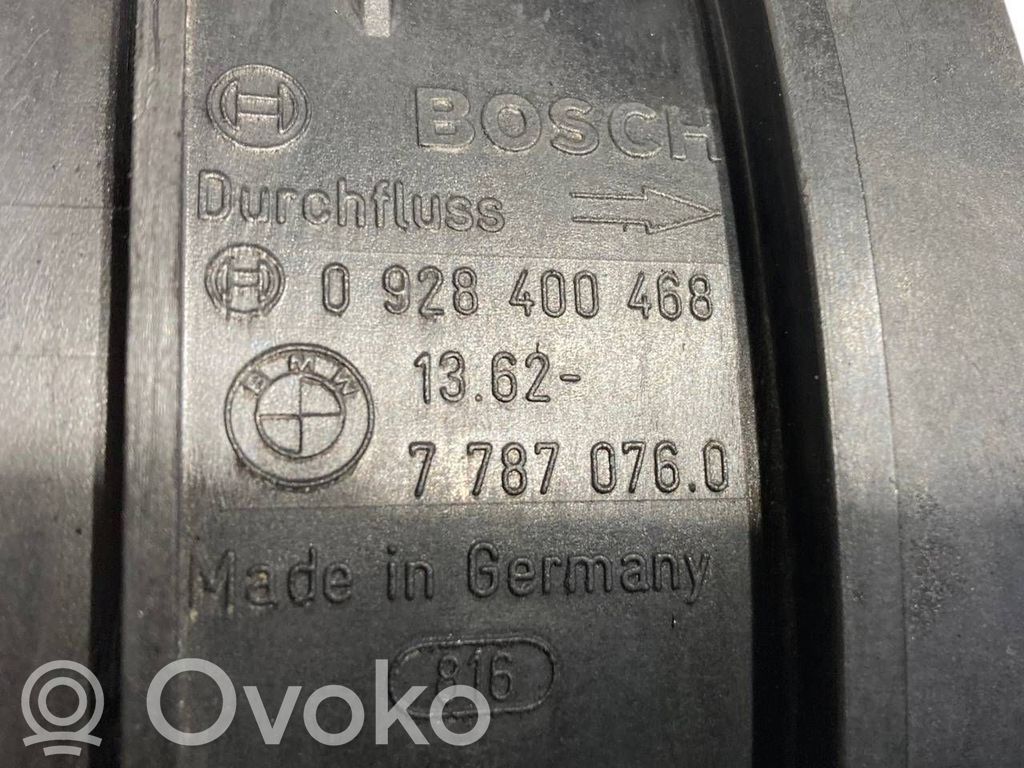 BOSCH
Durchfluss
0 928 400 468
BMW
13.62-
7 787 076.0
Made in Germany
816
Ovoko